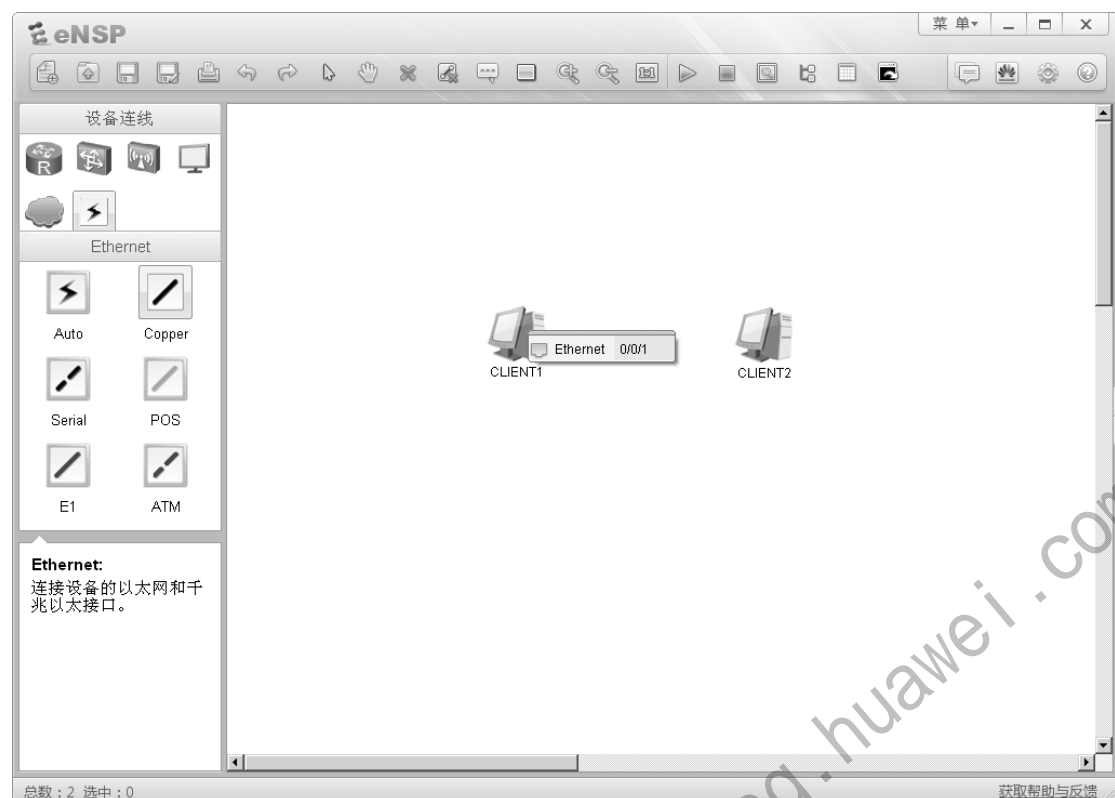 eNSP
菜 单
设备连线
R
Ethernet
Auto
Copper
Serial
POS
E1
ATM
Ethernet:
连接设备的以太网和千
兆以太接口。
Ethernet 0/0/1
CLIENT1
CLIENT2
总数：2 选中：0
获取帮助与反馈
g.huawei.com